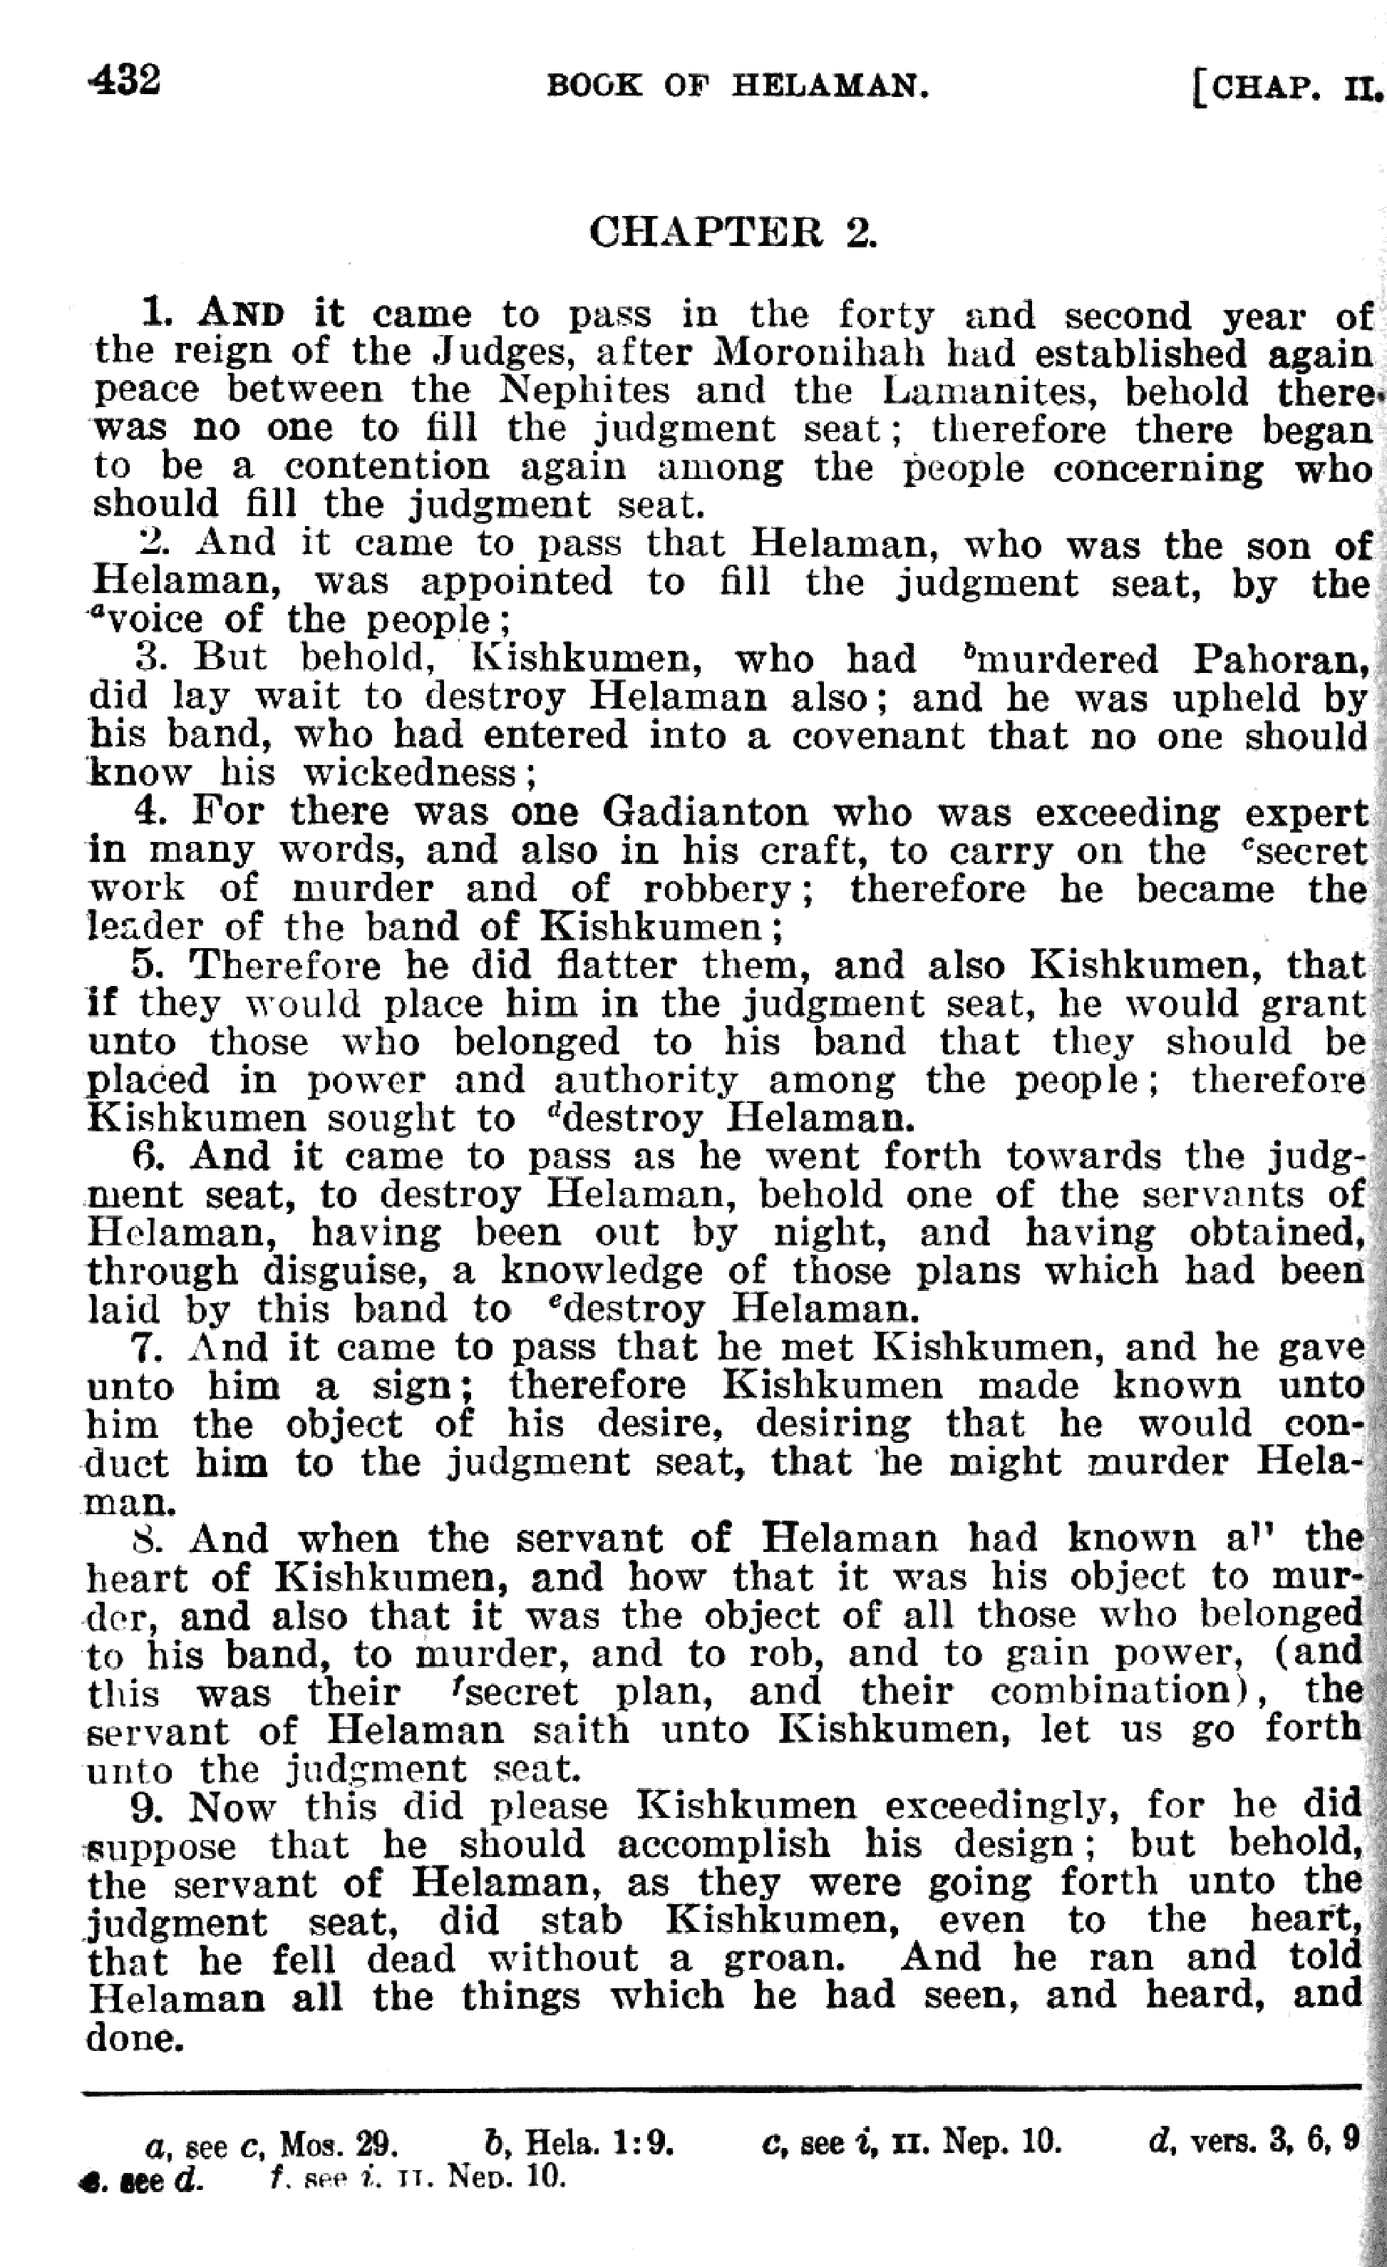 432 BOOK OF HELAMAN. [CHAP. II.
CHAPTER 2.
1. AND it came to pass in the forty and second year of
the reign of the Judges, after Moronihah had established again
peace between the Nephites and the Lamanites, behold there
was no one to fill the judgment seat; therefore there began
to be a contention again among the people concerning who
should fill the judgment seat.
2. And it came to pass that Helaman, who was the son of
Helaman, was appointed to fill the judgment seat, by the
ᵃvoice of the people;
3. But behold, Kishkumen, who had ᵇmurdered Pahoran,
did lay wait to destroy Helaman also; and he was upheld by
his band, who had entered into a covenant that no one should
know his wickedness;
4. For there was one Gadianton who was exceeding expert
in many words, and also in his craft, to carry on the ᶜsecret
work of murder and of robbery; therefore he became the
leader of the band of Kishkumen;
5. Therefore he did flatter them, and also Kishkumen, that
if they would place him in the judgment seat, he would grant
unto those who belonged to his band that they should be
placed in power and authority among the people; therefore
Kishkumen sought to ᵈdestroy Helaman.
6. And it came to pass as he went forth towards the judg-
ment seat, to destroy Helaman, behold one of the servants of
Helaman, having been out by night, and having obtained,
through disguise, a knowledge of those plans which had been
laid by this band to ᵉdestroy Helaman.
7. And it came to pass that he met Kishkumen, and he gave
unto him a sign; therefore Kishkumen made known unto
him the object of his desire, desiring that he would con-
duct him to the judgment seat, that he might murder Hela-
man.
8. And when the servant of Helaman had known all the
heart of Kishkumen, and how that it was his object to mur-
der, and also that it was the object of all those who belonged
to his band, to murder, and to rob, and to gain power, (and
this was their ᶠsecret plan, and their combination), the
servant of Helaman saith unto Kishkumen, let us go forth
unto the judgment seat.
9. Now this did please Kishkumen exceedingly, for he did
suppose that he should accomplish his design; but behold,
the servant of Helaman, as they were going forth unto the
judgment seat, did stab Kishkumen, even to the heart,
that he fell dead without a groan. And he ran and told
Helaman all the things which he had seen, and heard, and
done.
a, see c, Mos. 29. b, Hela. 1:9. c, see i, II. Nep. 10. d, vers. 3, 6, 9
e. see d. f. see i. II. Nep. 10.